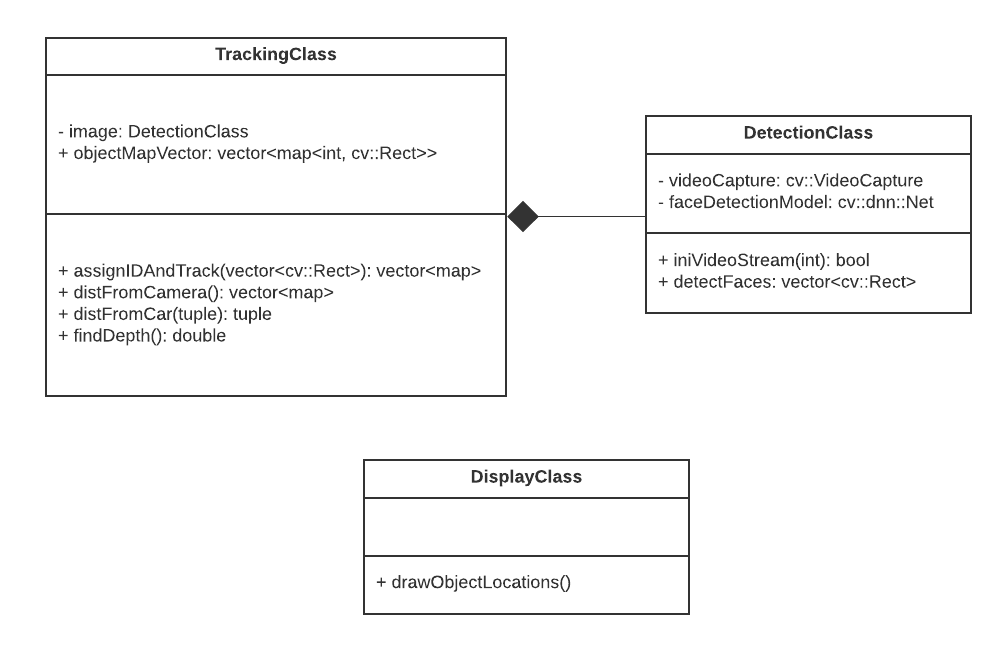 TrackingClass
- image: DetectionClass
+ objectMapVector: vector<map<int, cv::Rect>>
+ assignIDAndTrack(vector<cv::Rect>): vector<map>
+ distFromCamera(): vector<map>
+ distFromCar(tuple): tuple
+ findDepth(): double
DetectionClass
- videoCapture: cv::VideoCapture
- faceDetectionModel: cv::dnn::Net
+ iniVideoStream(int): bool
+ detectFaces: vector<cv::Rect>
DisplayClass
+ drawObjectLocations()